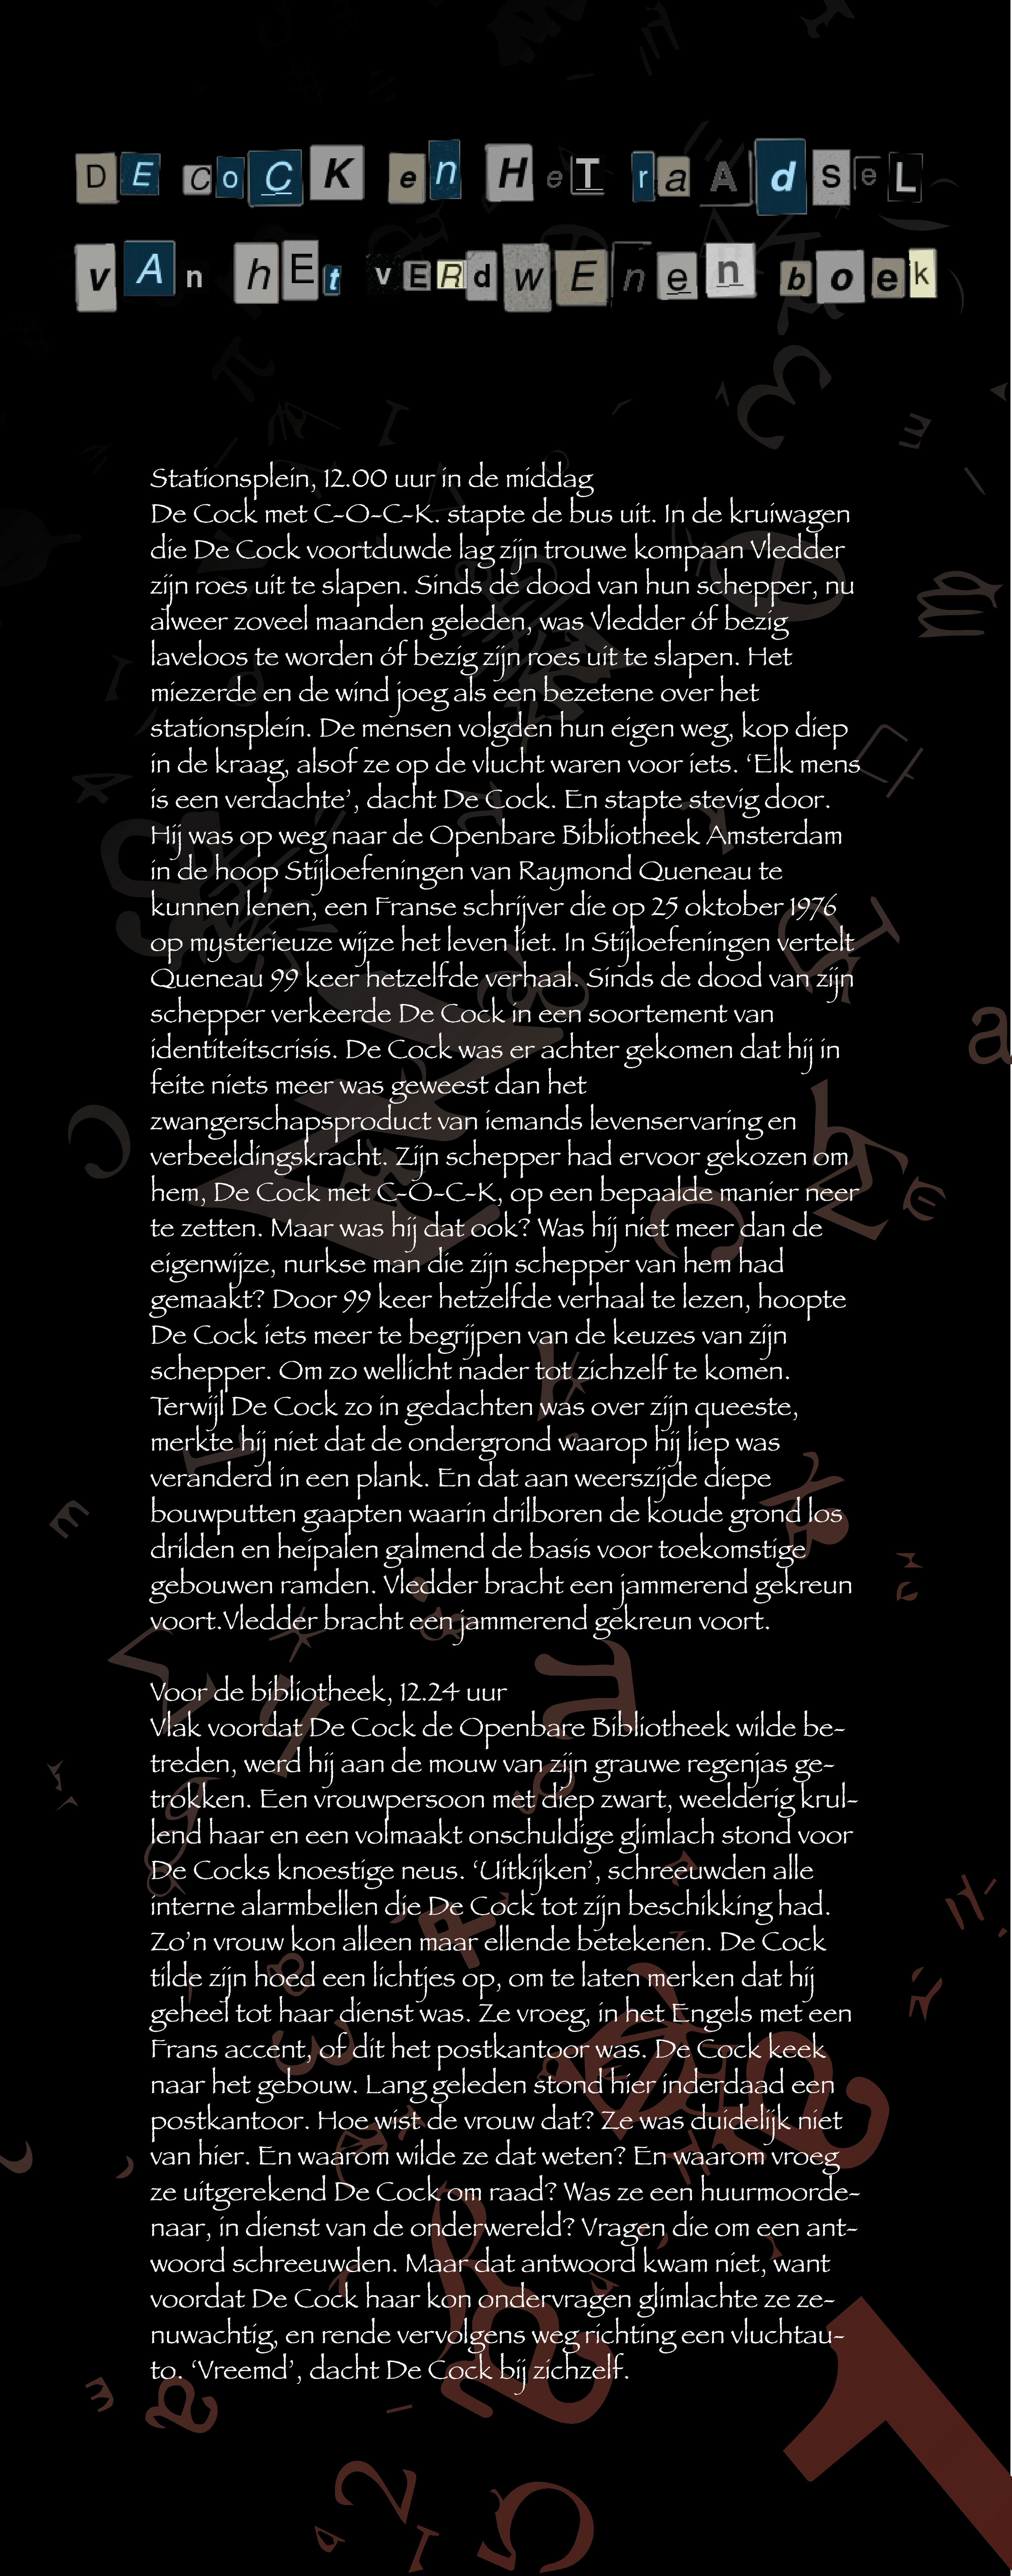 DE CoCK en HeT raAdSeL
vAn hEt vERdwEnen boek
Stationsplein, 12.00 uur in de middag
De Cock met C-O-C-K. stapte de bus uit. In de kruiwagen
die De Cock voortduwde lag zijn trouwe kompaan Vledder
zijn roes uit te slapen. Sinds de dood van hun schepper, nu
alweer zoveel maanden geleden, was Vledder óf bezig
laveloos te worden óf bezig zijn roes uit te slapen. Het
miezerde en de wind joeg als een bezetene over het
stationsplein. De mensen volgden hun eigen weg, kop diep
in de kraag, alsof ze op de vlucht waren voor iets. ‘Elk mens
is een verdachte’, dacht De Cock. En stapte stevig door.
Hij was op weg naar de Openbare Bibliotheek Amsterdam
in de hoop Stijloefeningen van Raymond Queneau te
kunnen lenen, een Franse schrijver die op 25 oktober 1976
op mysterieuze wijze het leven liet. In Stijloefeningen vertelt
Queneau 99 keer hetzelfde verhaal. Sinds de dood van zijn
schepper verkeerde De Cock in een soortement van
identiteitscrisis. De Cock was er achter gekomen dat hij in
feite niets meer was geweest dan het
zwangerschapsproduct van iemands levenservaring en
verbeeldingskracht. Zijn schepper had ervoor gekozen om
hem, De Cock met C-O-C-K, op een bepaalde manier neer
te zetten. Maar was hij dat ook? Was hij niet meer dan de
eigenwijze, nurkse man die zijn schepper van hem had
gemaakt? Door 99 keer hetzelfde verhaal te lezen, hoopte
De Cock iets meer te begrijpen van de keuzes van zijn
schepper. Om zo wellicht nader tot zichzelf te komen.
Terwijl De Cock zo in gedachten was over zijn queeste,
merkte hij niet dat de ondergrond waarop hij liep was
veranderd in een plank. En dat aan weerszijde diepe
bouwputten gaapten waarin drilboren de koude grond los
drilden en heipalen galmend de basis voor toekomstige
gebouwen ramden. Vledder bracht een jammerend gekreun
voort.Vledder bracht een jammerend gekreun voort.
Voor de bibliotheek, 12.24 uur
Vlak voordat De Cock de Openbare Bibliotheek wilde be-
treden, werd hij aan de mouw van zijn grauwe regenjas ge-
trokken. Een vrouwpersoon met diep zwart, weelderig krul-
lend haar en een volmaakt onschuldige glimlach stond voor
De Cocks knoestige neus. ‘Uitkijken’, schreeuwden alle
interne alarmbellen die De Cock tot zijn beschikking had.
Zo’n vrouw kon alleen maar ellende betekenen. De Cock
tilde zijn hoed een lichtjes op, om te laten merken dat hij
geheel tot haar dienst was. Ze vroeg, in het Engels met een
Frans accent, of dit het postkantoor was. De Cock keek
naar het gebouw. Lang geleden stond hier inderdaad een
postkantoor. Hoe wist de vrouw dat? Ze was duidelijk niet
van hier. En waarom wilde ze dat weten? En waarom vroeg
ze uitgerekend De Cock om raad? Was ze een huurmoorde-
naar, in dienst van de onderwereld? Vragen die om een ant-
woord schreeuwden. Maar dat antwoord kwam niet, want
voordat De Cock haar kon ondervragen glimlachte ze ze-
nuwachtig, en rende vervolgens weg richting een vluchtau-
to. ‘Vreemd’, dacht De Cock bij zichzelf.